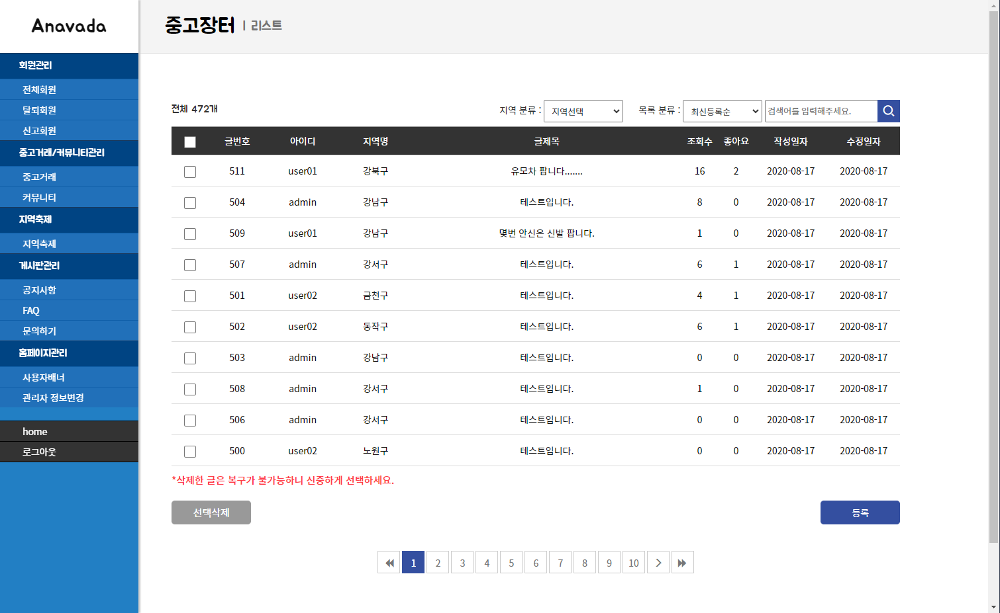 Anavada
중고장터 | 리스트
회원관리
전체회원
탈퇴회원
신고회원
중고거래/커뮤니티관리
중고거래
커뮤니티
지역축제
지역축제
게시판관리
공지사항
FAQ
문의하기
홈페이지관리
사용자배너
관리자 정보변경
home
로그아웃
전체 472개 지역 분류 : 지역선택 목록 분류 : 최신등록순 검색어를 입력해주세요.
글번호 아이디 지역명 글제목 조회수 좋아요 작성일자 수정일자
511 user01 강북구 유모차 팝니다....... 16 2 2020-08-17 2020-08-17
504 admin 강남구 테스트입니다. 8 0 2020-08-17 2020-08-17
509 user01 강남구 몇번 안신은 신발 팝니다. 1 0 2020-08-17 2020-08-17
507 admin 강서구 테스트입니다. 6 1 2020-08-17 2020-08-17
501 user02 금천구 테스트입니다. 4 1 2020-08-17 2020-08-17
502 user02 동작구 테스트입니다. 6 1 2020-08-17 2020-08-17
503 admin 강남구 테스트입니다. 0 0 2020-08-17 2020-08-17
508 admin 강서구 테스트입니다. 1 0 2020-08-17 2020-08-17
506 admin 강서구 테스트입니다. 0 0 2020-08-17 2020-08-17
500 user02 노원구 테스트입니다. 0 0 2020-08-17 2020-08-17
*삭제한 글은 복구가 불가능하니 신중하게 선택하세요.
선택삭제 등록
1 2 3 4 5 6 7 8 9 10